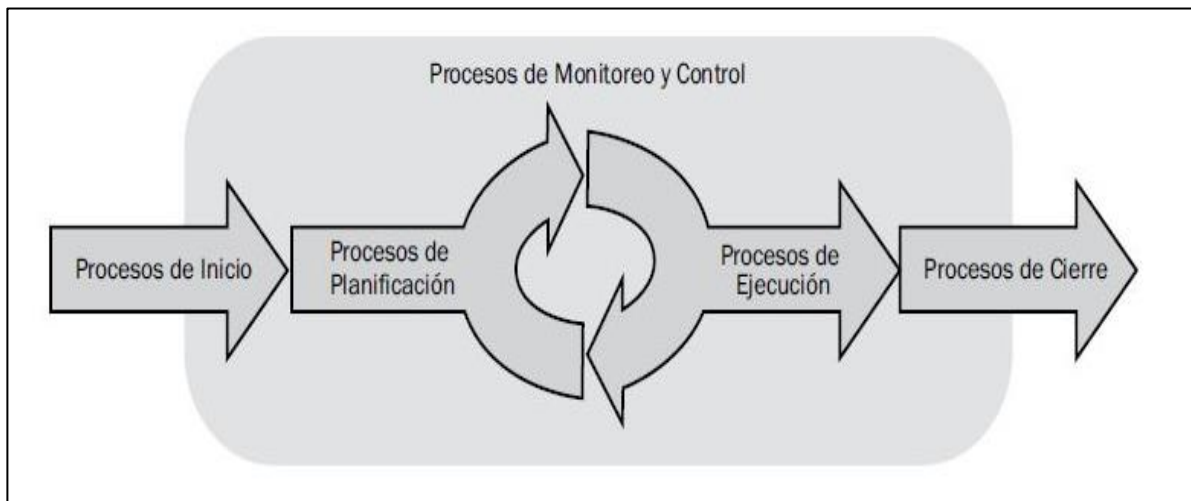 Procesos de Monitoreo y Control
Procesos de Inicio
Procesos de
Planificación
Procesos de
Ejecución
Procesos de Cierre